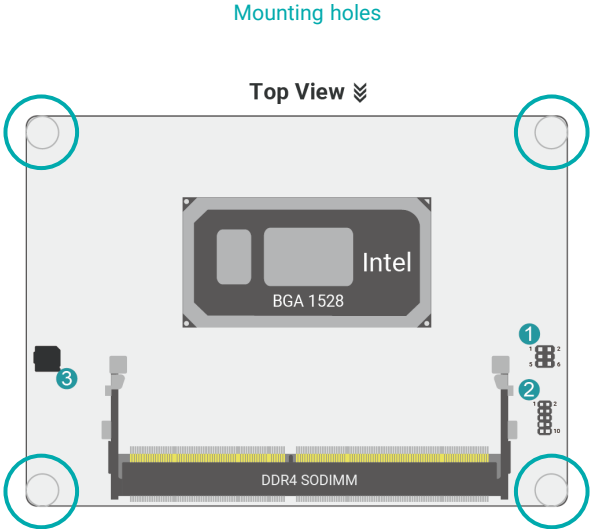 Mounting holes
Top View
Intel
BGA 1528
1
1 2
5 6
3
2
1 2
10
DDR4 SODIMM